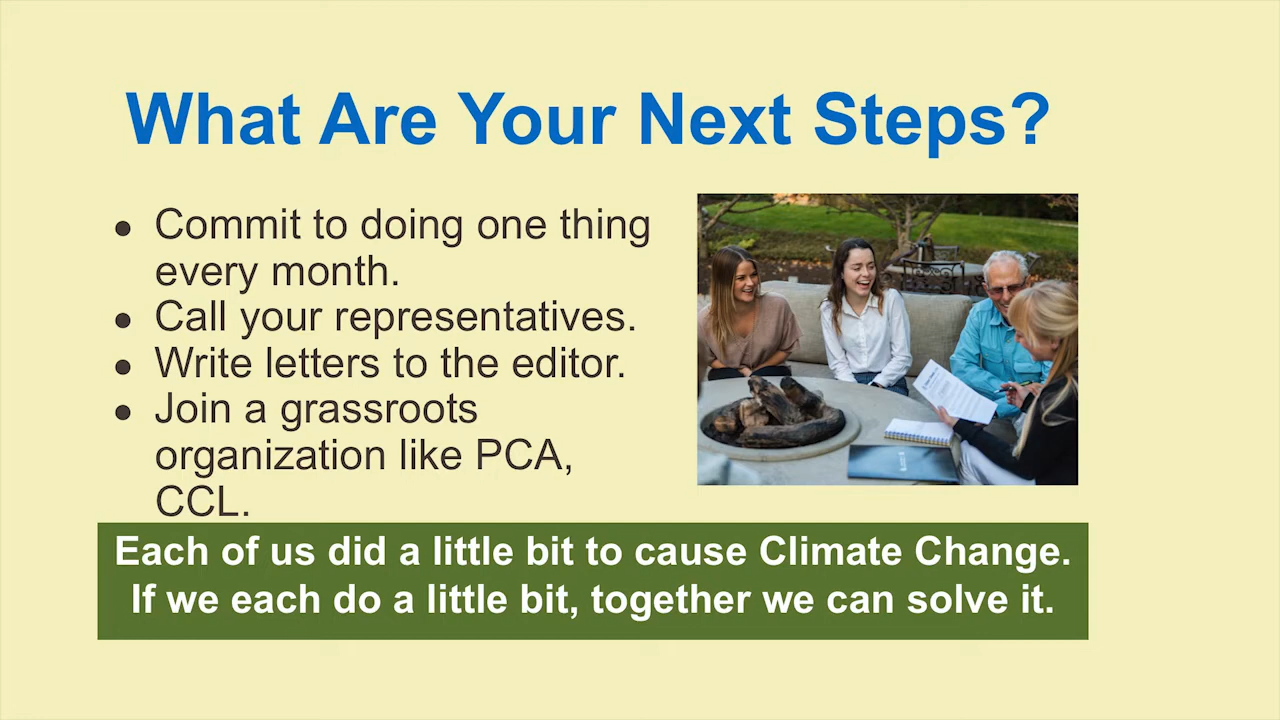 What Are Your Next Steps?
● Commit to doing one thing
every month.
● Call your representatives.
● Write letters to the editor.
● Join a grassroots
organization like PCA,
CCL.
Each of us did a little bit to cause Climate Change.
If we each do a little bit, together we can solve it.